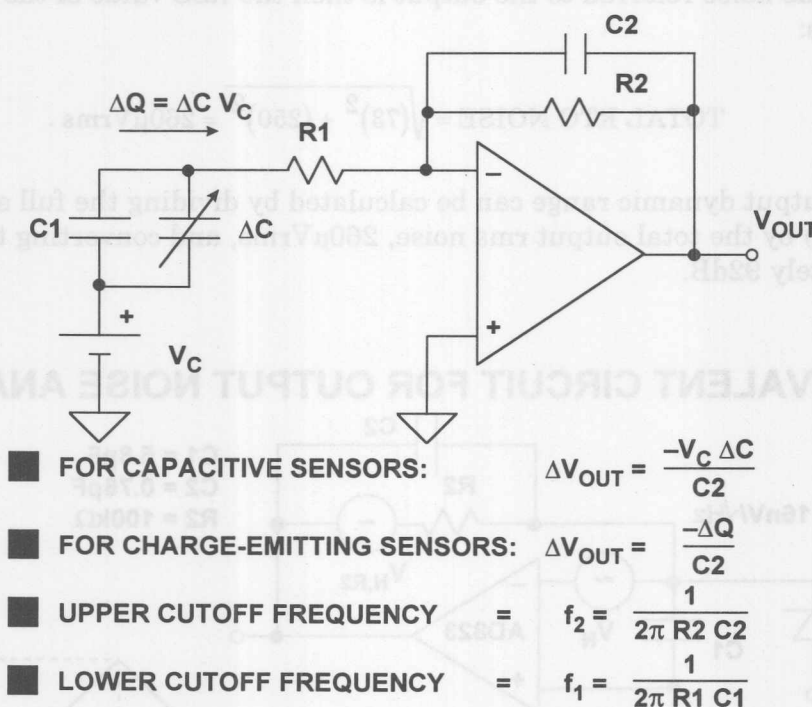 C2
R2
ΔQ = ΔC V_C
R1
C1
ΔC
−
+
V_OUT
+
V_C
■ FOR CAPACITIVE SENSORS: ΔV_OUT = −V_C ΔC / C2
■ FOR CHARGE-EMITTING SENSORS: ΔV_OUT = −ΔQ / C2
■ UPPER CUTOFF FREQUENCY = f_2 = 1 / 2π R2 C2
■ LOWER CUTOFF FREQUENCY = f_1 = 1 / 2π R1 C1